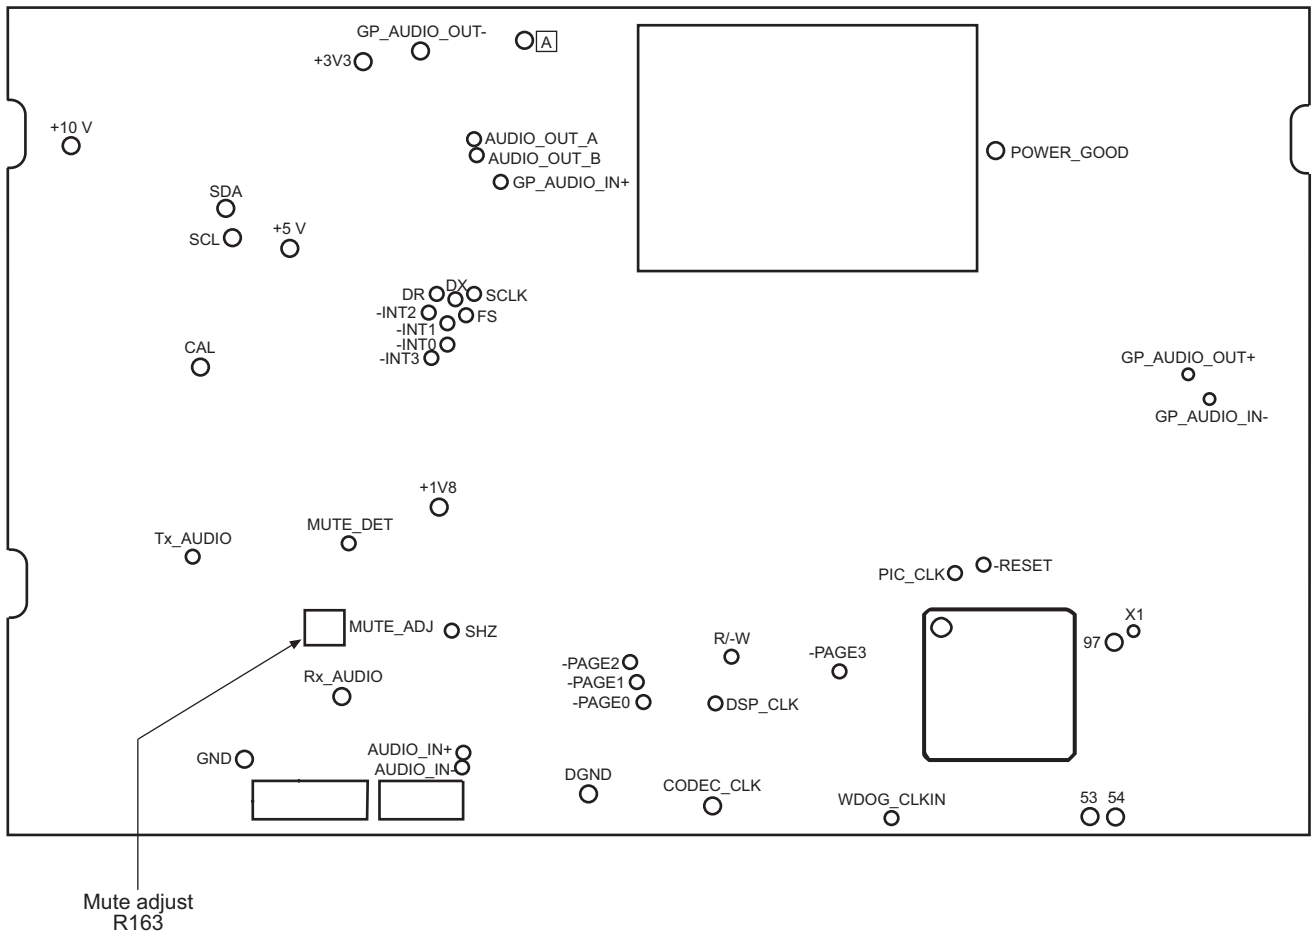 GP_AUDIO_OUT-
A
+3V3
+10 V
AUDIO_OUT_A
AUDIO_OUT_B
POWER_GOOD
GP_AUDIO_IN+
SDA
SCL
+5 V
DX
DR
SCLK
-INT2
FS
-INT1
-INT0
-INT3
CAL
GP_AUDIO_OUT+
GP_AUDIO_IN-
+1V8
MUTE_DET
Tx_AUDIO
-RESET
PIC_CLK
X1
MUTE_ADJ
SHZ
R/-W
97
-PAGE3
-PAGE2
-PAGE1
-PAGE0
DSP_CLK
Rx_AUDIO
AUDIO_IN+
GND
AUDIO_IN-
DGND
CODEC_CLK
WDOG_CLKIN
53 54
Mute adjust
R163